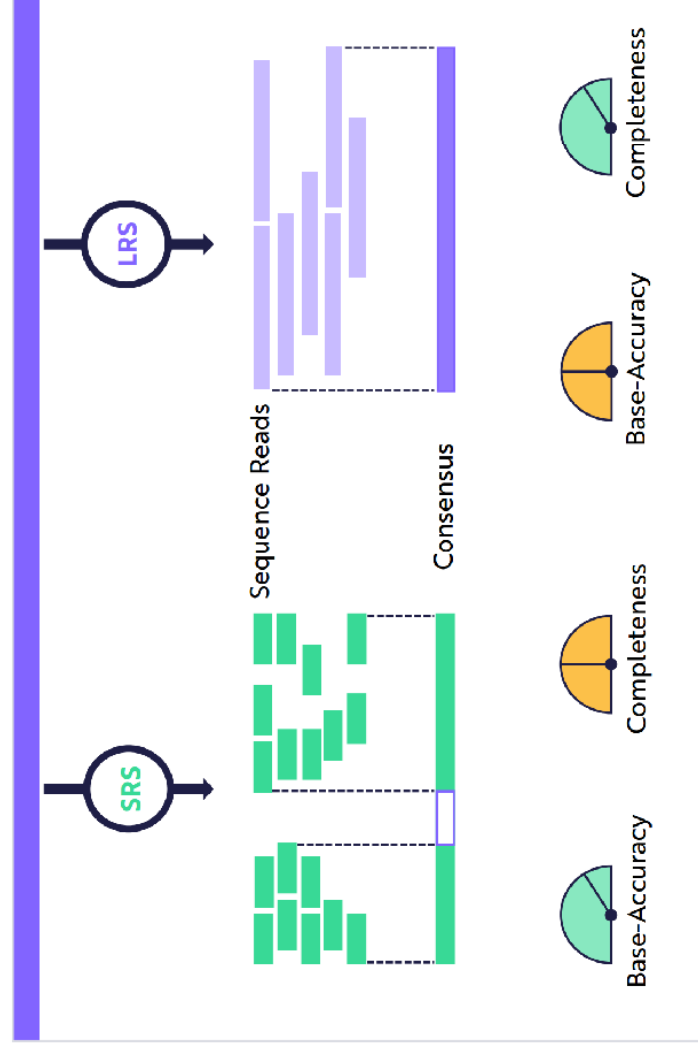 SRS
LRS
Sequence Reads
Consensus
Base-Accuracy
Completeness
Base-Accuracy
Completeness